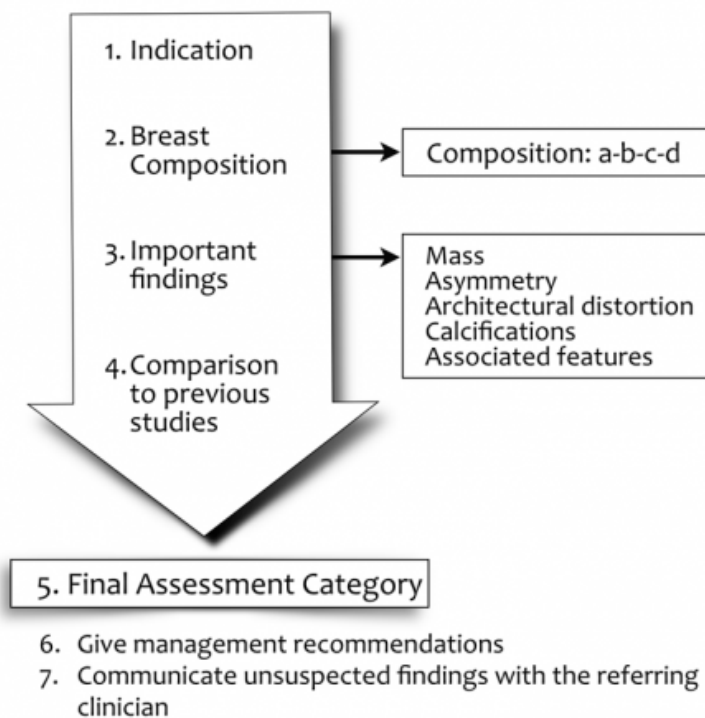 1. Indication
2. Breast
Composition
Composition: a-b-c-d
3. Important
findings
Mass
Asymmetry
Architectural distortion
Calcifications
Associated features
4. Comparison
to previous
studies
5. Final Assessment Category
6. Give management recommendations
7. Communicate unsuspected findings with the referring
clinician